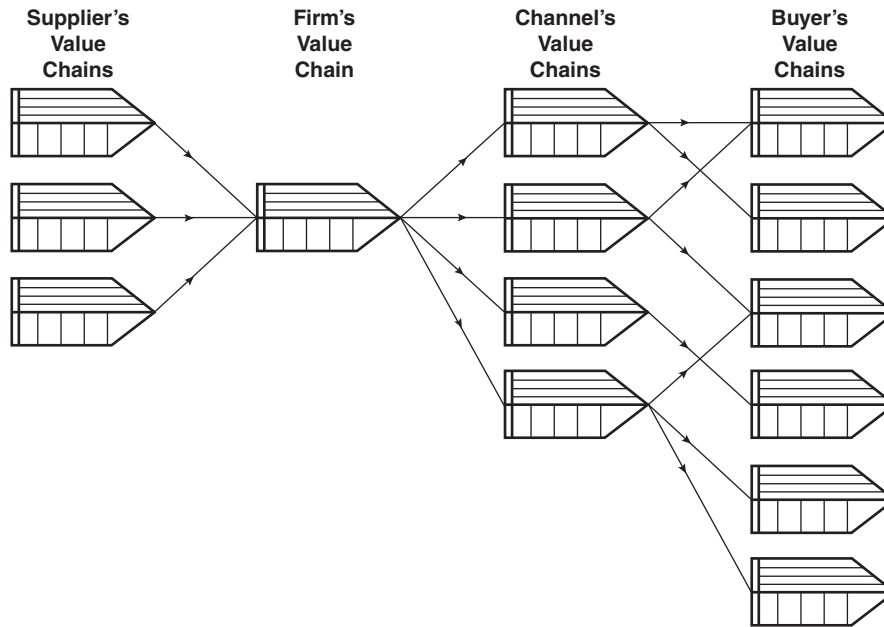 Supplier's
Value
Chains
Firm's
Value
Chain
Channel's
Value
Chains
Buyer's
Value
Chains